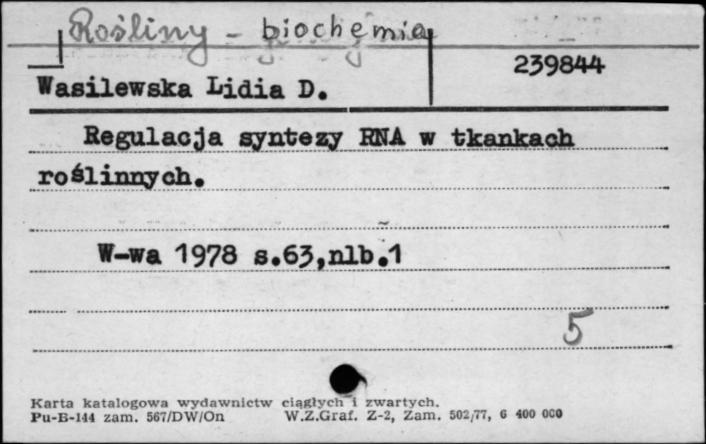 Rośliny - biochemia
239844
Wasilewska Lidia D.
Regulacja syntezy RNA w tkankach
roślinnych.
W-wa 1978 s.63,nlb.1
5
Karta katalogowa wydawnictw ciągłych i zwartych.
Pu-B-144 zam. 567/DW/On W.Z.Graf. Z-2, Zam. 502/77, 6 400 000